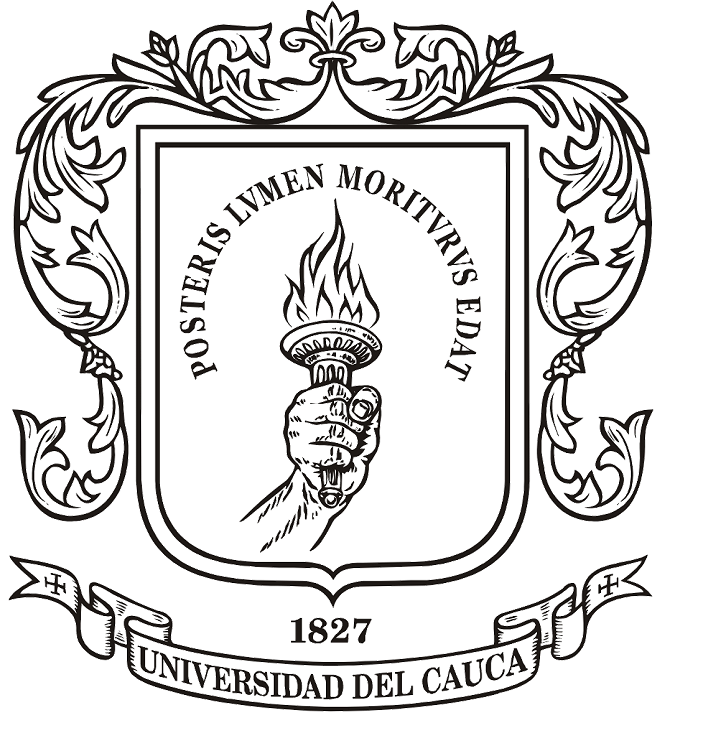 POSTERIS LVMEN MORITVRVS EDAT
1827
UNIVERSIDAD DEL CAUCA